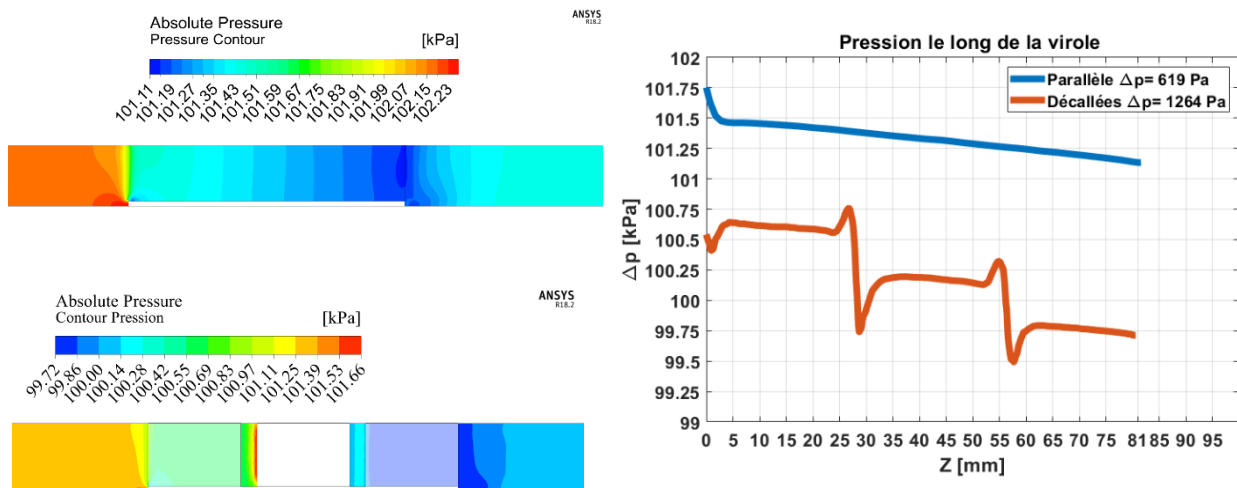 ANSYS
R18.2
Absolute Pressure
Pressure Contour
[kPa]
101.11
101.19
101.27
101.35
101.43
101.51
101.59
101.67
101.75
101.83
101.91
101.99
102.07
102.15
102.23
ANSYS
R18.2
Absolute Pressure
Contour Pression
[kPa]
99.72
99.86
100.00
100.14
100.28
100.42
100.55
100.69
100.83
100.97
101.11
101.25
101.39
101.53
101.66
Pression le long de la virole
Parallèle Δp= 619 Pa
Décallées Δp= 1264 Pa
Δp [kPa]
102
101.75
101.5
101.25
101
100.75
100.5
100.25
100
99.75
99.5
99.25
99
0 5 10 15 20 25 30 35 40 45 50 55 60 65 70 75 8185 90 95
Z [mm]